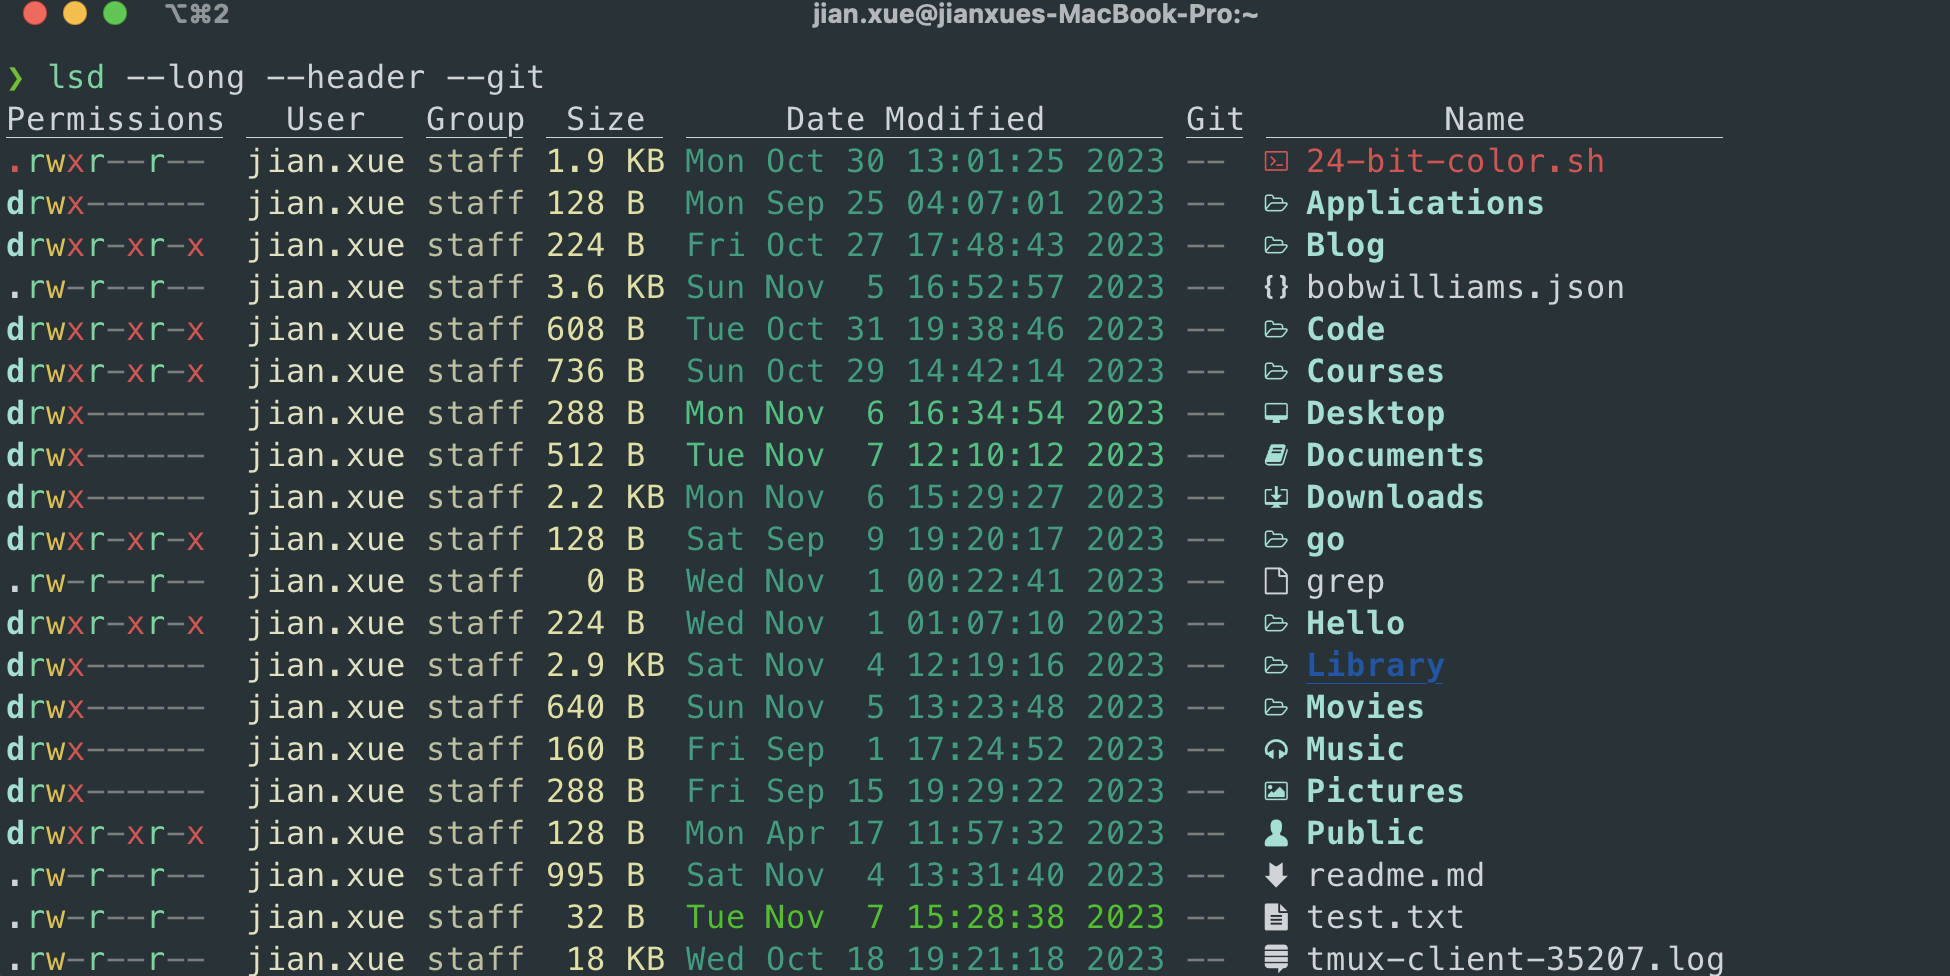 ⌥⌘2 jian.xue@jianxues-MacBook-Pro:~
❯ lsd --long --header --git
Permissions User Group Size Date Modified Git Name
.rwxr--r-- jian.xue staff 1.9 KB Mon Oct 30 13:01:25 2023 -- 24-bit-color.sh
drwx------ jian.xue staff 128 B Mon Sep 25 04:07:01 2023 -- Applications
drwxr-xr-x jian.xue staff 224 B Fri Oct 27 17:48:43 2023 -- Blog
.rw-r--r-- jian.xue staff 3.6 KB Sun Nov 5 16:52:57 2023 -- {} bobwilliams.json
drwxr-xr-x jian.xue staff 608 B Tue Oct 31 19:38:46 2023 -- Code
drwxr-xr-x jian.xue staff 736 B Sun Oct 29 14:42:14 2023 -- Courses
drwx------ jian.xue staff 288 B Mon Nov 6 16:34:54 2023 -- Desktop
drwx------ jian.xue staff 512 B Tue Nov 7 12:10:12 2023 -- Documents
drwx------ jian.xue staff 2.2 KB Mon Nov 6 15:29:27 2023 -- Downloads
drwxr-xr-x jian.xue staff 128 B Sat Sep 9 19:20:17 2023 -- go
.rw-r--r-- jian.xue staff 0 B Wed Nov 1 00:22:41 2023 -- grep
drwxr-xr-x jian.xue staff 224 B Wed Nov 1 01:07:10 2023 -- Hello
drwx------ jian.xue staff 2.9 KB Sat Nov 4 12:19:16 2023 -- Library
drwx------ jian.xue staff 640 B Sun Nov 5 13:23:48 2023 -- Movies
drwx------ jian.xue staff 160 B Fri Sep 1 17:24:52 2023 -- Music
drwx------ jian.xue staff 288 B Fri Sep 15 19:29:22 2023 -- Pictures
drwxr-xr-x jian.xue staff 128 B Mon Apr 17 11:57:32 2023 -- Public
.rw-r--r-- jian.xue staff 995 B Sat Nov 4 13:31:40 2023 -- readme.md
.rw-r--r-- jian.xue staff 32 B Tue Nov 7 15:28:38 2023 -- test.txt
.rw-r--r-- jian.xue staff 18 KB Wed Oct 18 19:21:18 2023 -- tmux-client-35207.log